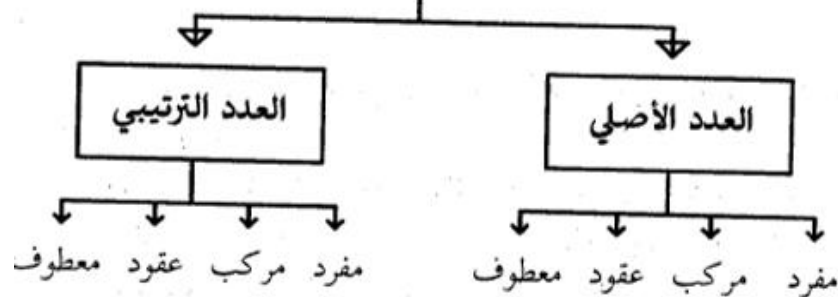 العدد الأصلي
العدد الترتيبي
مفرد مركب عقود معطوف
مفرد مركب عقود معطوف